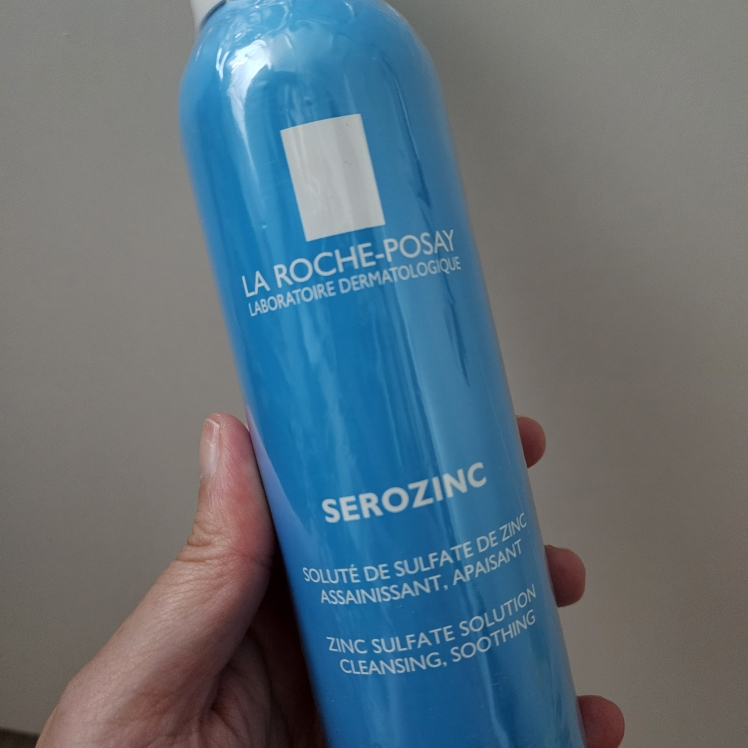 LA ROCHE-POSAY
LABORATOIRE DERMATOLOGIQUE
SEROZINC
SOLUTÉ DE SULFATE DE ZINC
ASSAINISSANT, APAISANT
ZINC SULFATE SOLUTION
CLEANSING, SOOTHING